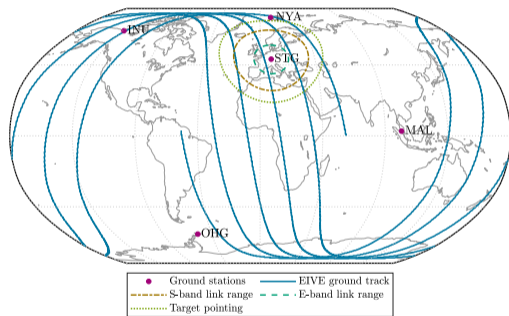 NYA
INU
STG
MAL
OHG
Ground stations EIVE ground track
S-band link range E-band link range
Target pointing